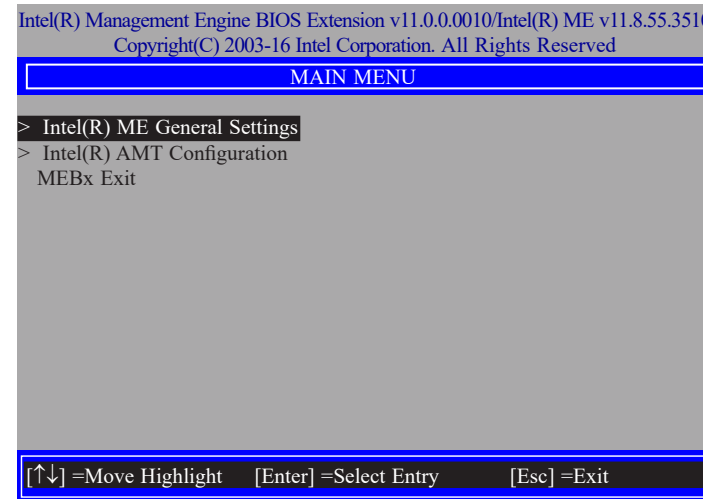 Intel(R) Management Engine BIOS Extension v11.0.0.0010/Intel(R) ME v11.8.55.3510
Copyright(C) 2003-16 Intel Corporation. All Rights Reserved
MAIN MENU
> Intel(R) ME General Settings
> Intel(R) AMT Configuration
MEBx Exit
[↑↓] =Move Highlight [Enter] =Select Entry [Esc] =Exit